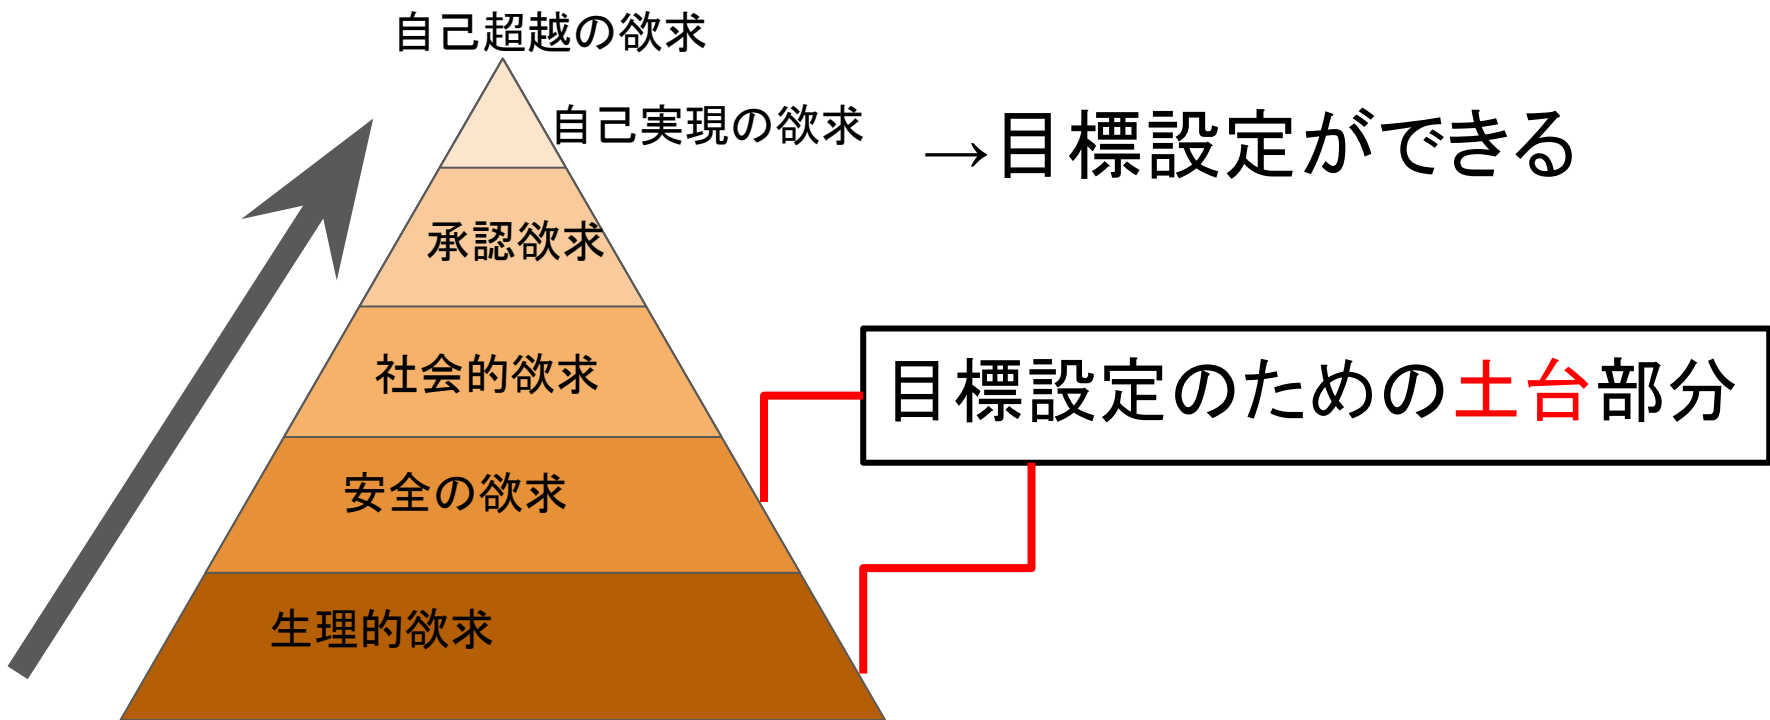 自己超越の欲求
自己実現の欲求
→目標設定ができる
承認欲求
社会的欲求
目標設定のための土台部分
安全の欲求
生理的欲求